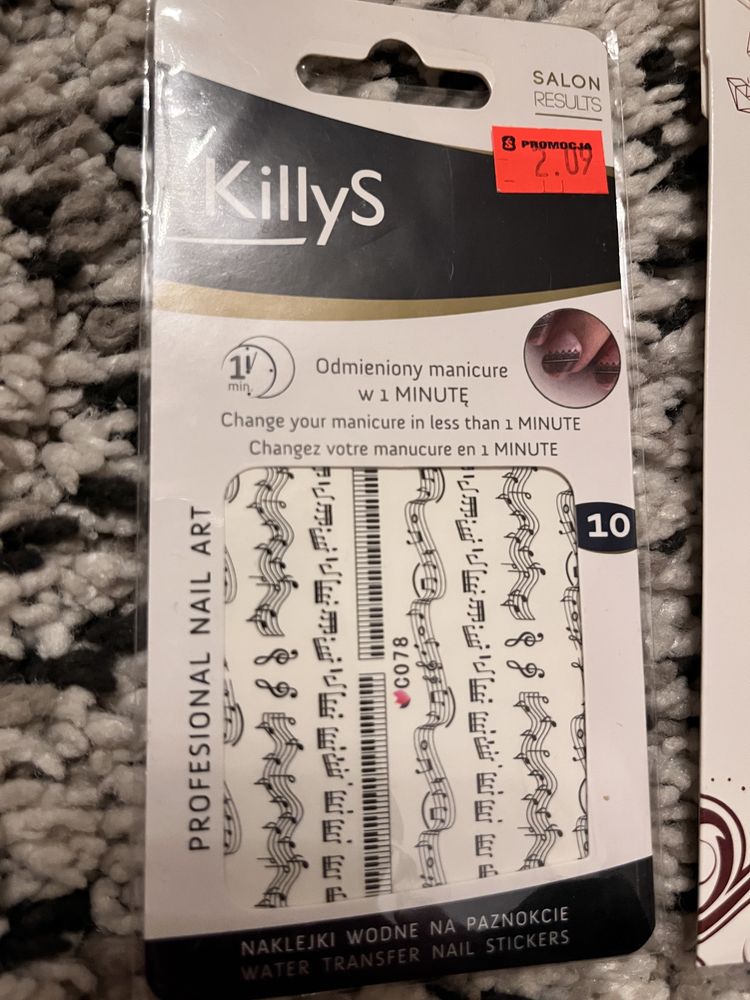 SALON
RESULTS
PROMOCJA
2.09
KillyS
1
min.
Odmieniony manicure
w 1 MINUTĘ
Change your manicure in less than 1 MINUTE
Changez votre manucure en 1 MINUTE
10
PROFESIONAL NAIL ART
C078
NAKLEJKI WODNE NA PAZNOKCIE
WATER TRANSFER NAIL STICKERS